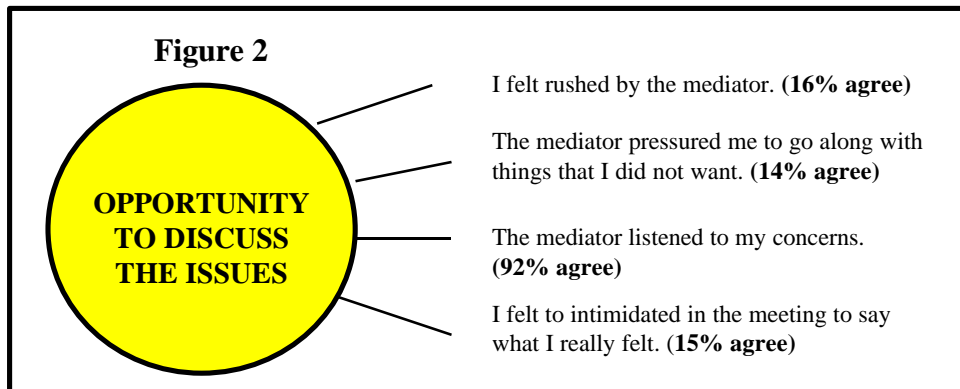 Figure 2
OPPORTUNITY
TO DISCUSS
THE ISSUES
I felt rushed by the mediator. (16% agree)
The mediator pressured me to go along with
things that I did not want. (14% agree)
The mediator listened to my concerns.
(92% agree)
I felt to intimidated in the meeting to say
what I really felt. (15% agree)